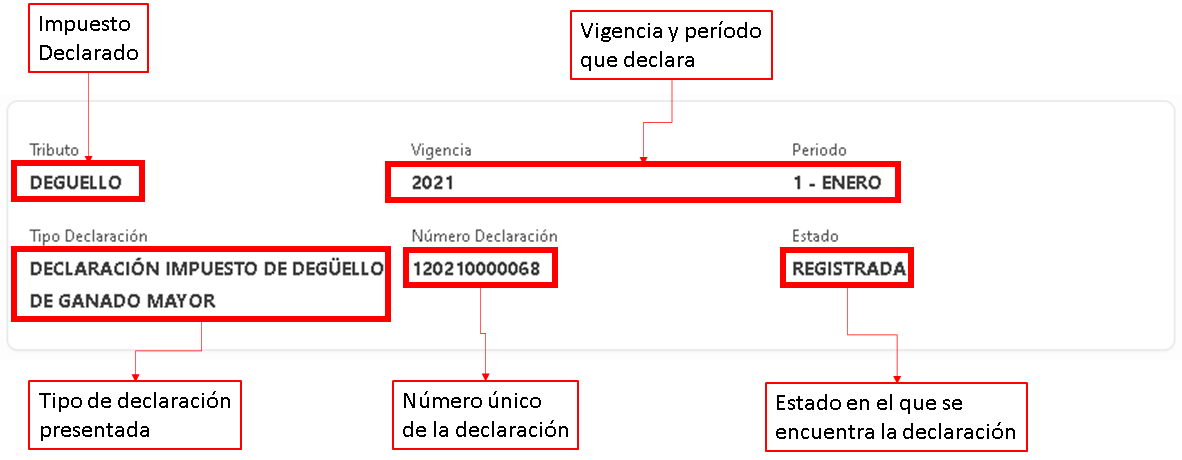 Impuesto
Declarado
Vigencia y período
que declara
Tributo
Vigencia
Periodo
DEGUELLO
2021
1 - ENERO
Tipo Declaración
Número Declaración
Estado
DECLARACIÓN IMPUESTO DE DEGÜELLO
DE GANADO MAYOR
120210000068
REGISTRADA
Tipo de declaración
presentada
Número único
de la declaración
Estado en el que se
encuentra la declaración